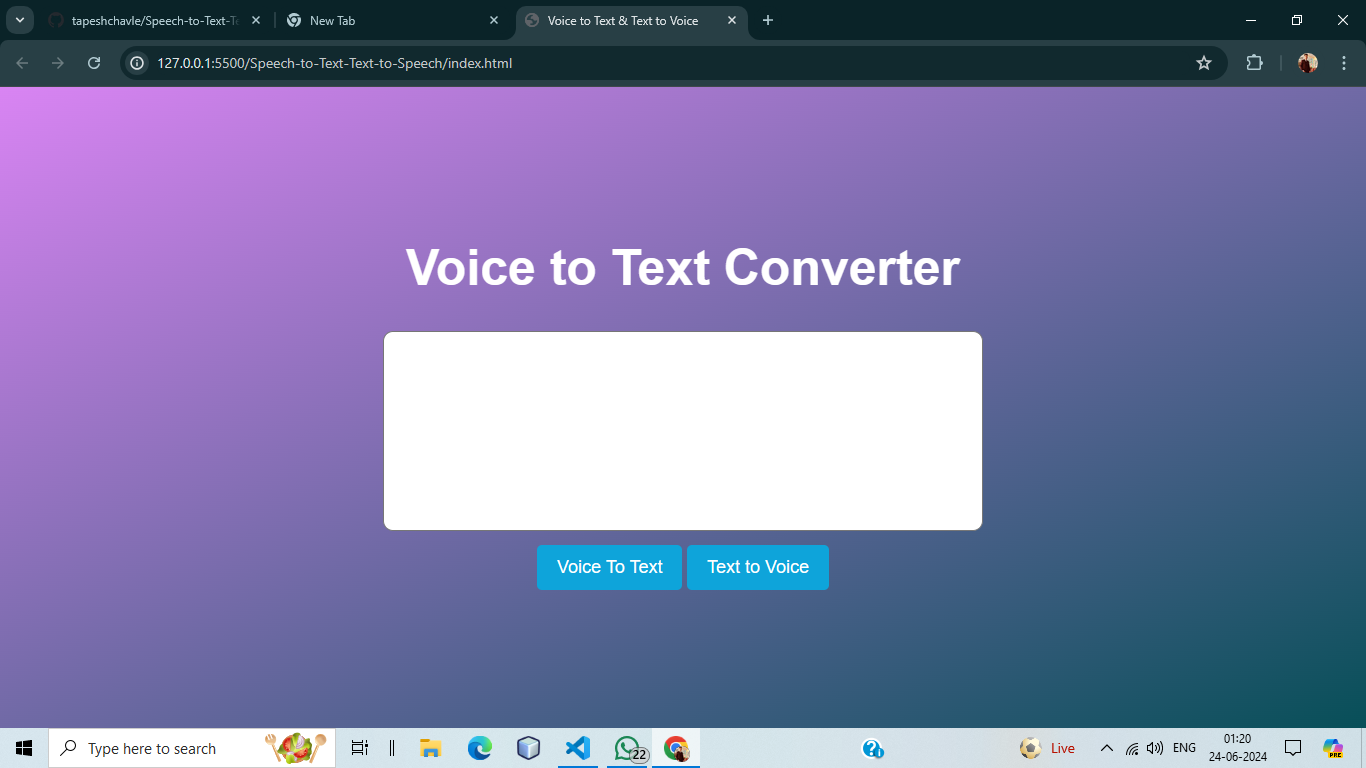 tapeshchavle/Speech-to-Text-Te
New Tab
Voice to Text & Text to Voice
127.0.0.1:5500/Speech-to-Text-Text-to-Speech/index.html
Voice to Text Converter
Voice To Text
Text to Voice
Type here to search
22
Live
ENG
01:20
24-06-2024
PRE